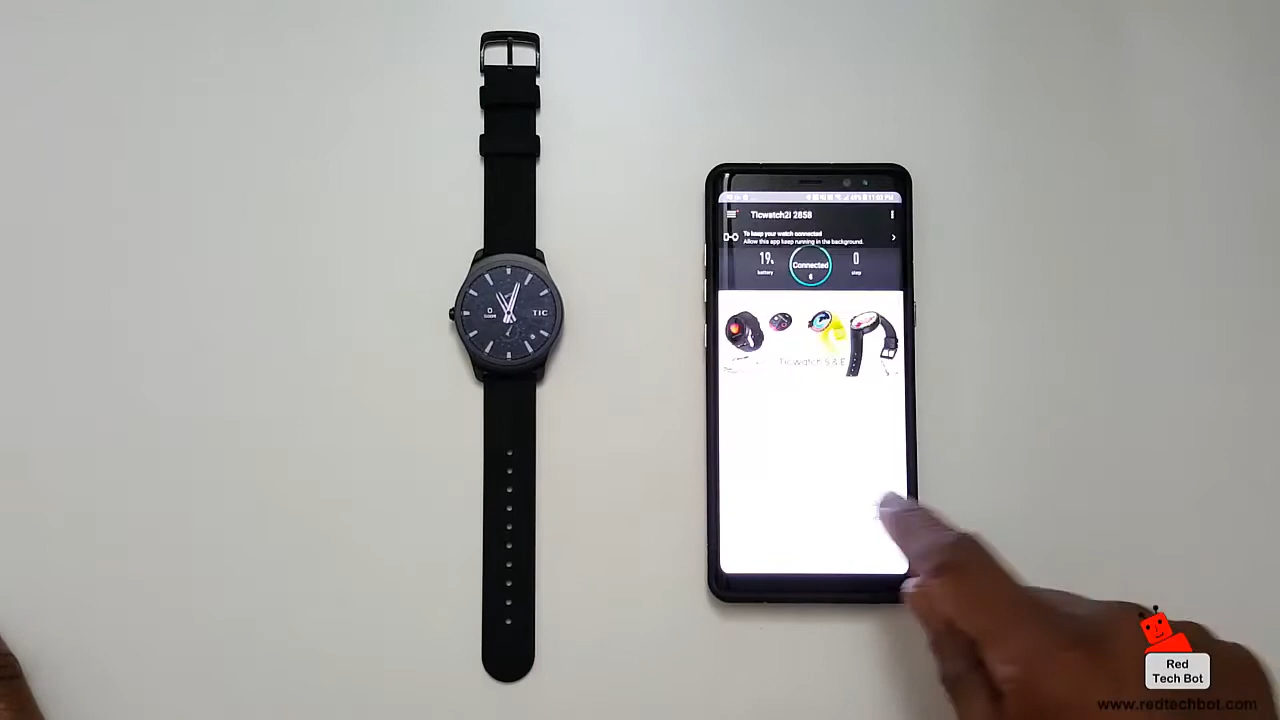 Ticwatch2i 2858
To keep your watch connected
Allow this app keep running in the background.
19%
battery
Connected
0
step
TIC
Ticwatch S & E
Red
Tech Bot
www.redtechbot.com